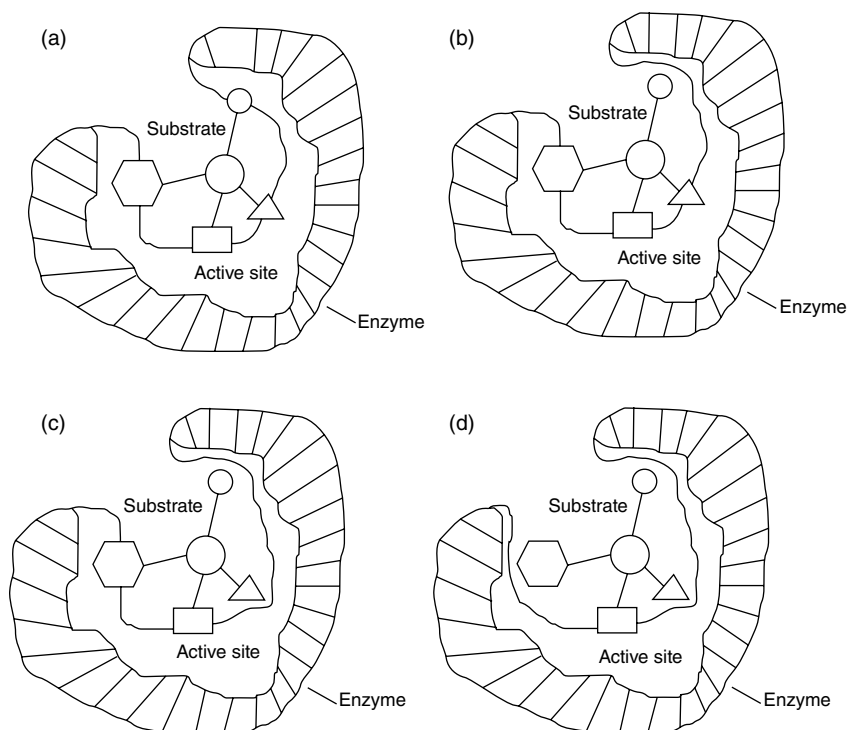 (a)
Substrate
Active site
Enzyme
(b)
Substrate
Active site
Enzyme
(c)
Substrate
Active site
Enzyme
(d)
Substrate
Active site
Enzyme